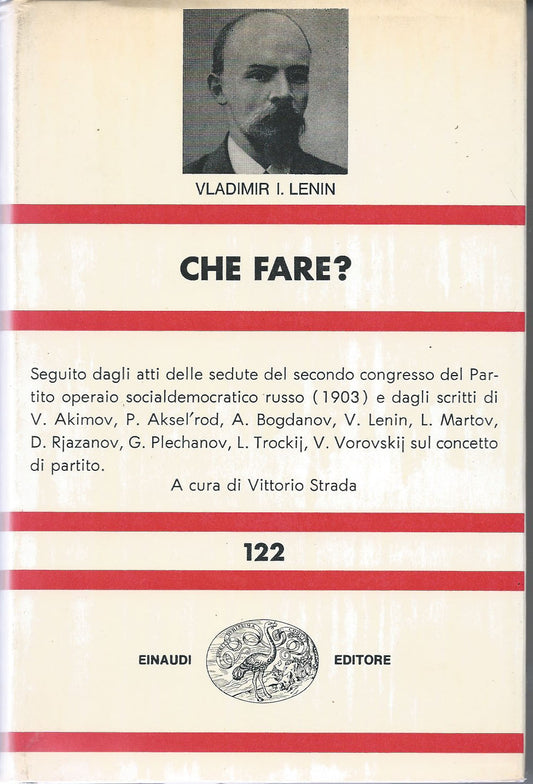 VLADIMIR I. LENIN
CHE FARE?
Seguito dagli atti delle sedute del secondo congresso del Par-
tito operaio socialdemocratico russo (1903) e dagli scritti di
V. Akimov, P. Aksel'rod, A. Bogdanov, V. Lenin, L. Martov,
D. Rjazanov, G. Plechanov, L. Trockij, V. Vorovskij sul concetto
di partito.
A cura di Vittorio Strada
122
EINAUDI EDITORE